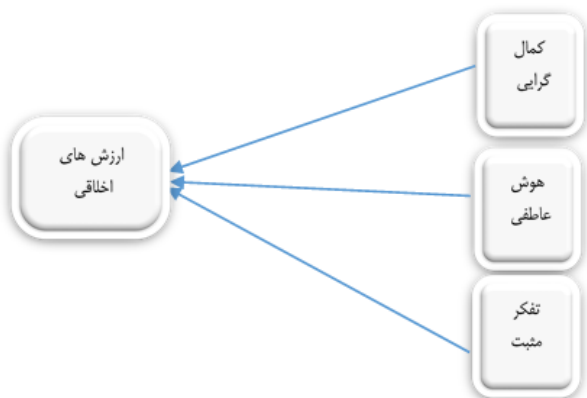 کمال
گرایی
هوش
عاطفی
تفکر
مثبت
ارزش های
اخلاقی